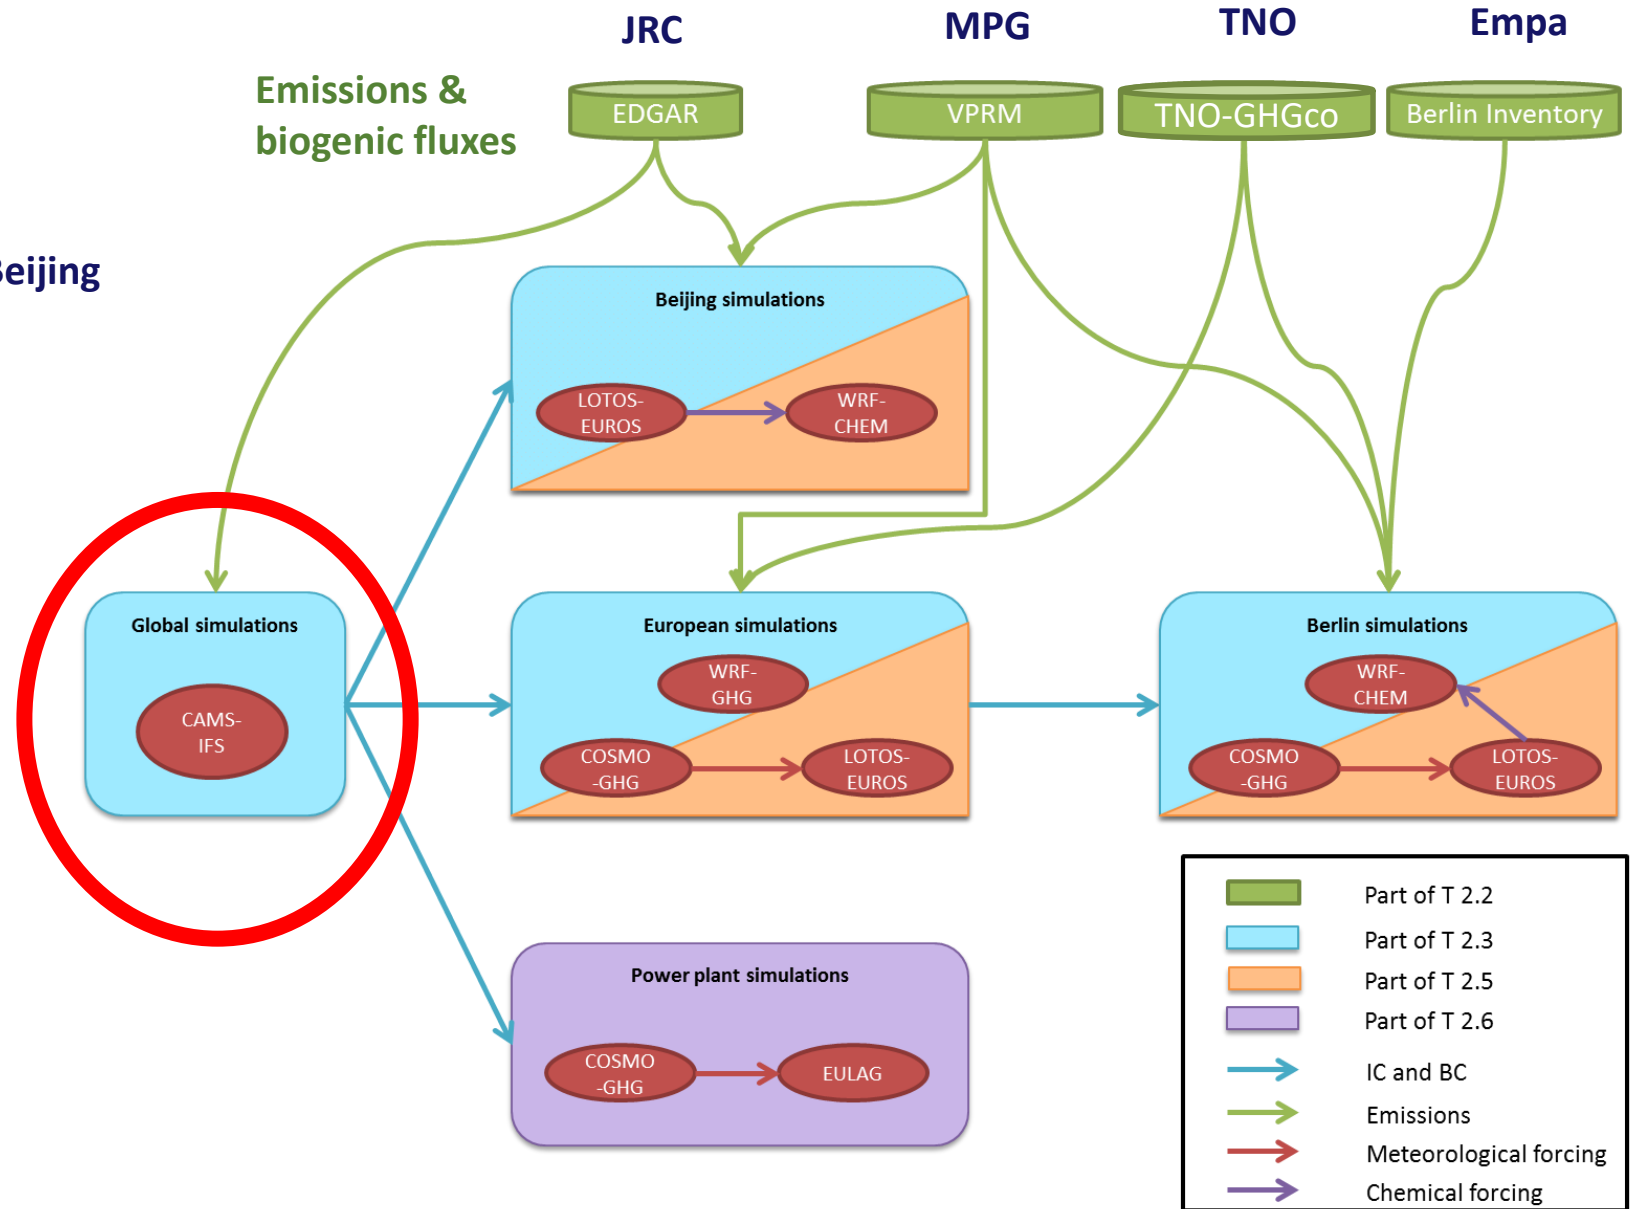 JRC
MPG
TNO
Empa
Emissions &
biogenic fluxes
EDGAR
VPRM
TNO-GHGco
Berlin Inventory
Beijing
Beijing simulations
LOTOS-
EUROS
WRF-
CHEM
Global simulations
CAMS-
IFS
European simulations
WRF-
GHG
COSMO
-GHG
LOTOS-
EUROS
Berlin simulations
WRF-
CHEM
COSMO
-GHG
LOTOS-
EUROS
Power plant simulations
COSMO
-GHG
EULAG
Part of T 2.2
Part of T 2.3
Part of T 2.5
Part of T 2.6
IC and BC
Emissions
Meteorological forcing
Chemical forcing